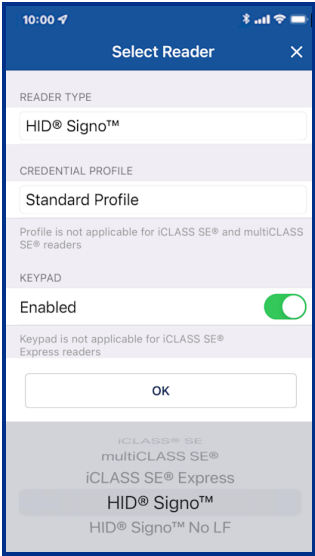 10:00
Select Reader
READER TYPE
HID® Signo™
CREDENTIAL PROFILE
Standard Profile
Profile is not applicable for iCLASS SE® and multiCLASS
SE® readers
KEYPAD
Enabled
Keypad is not applicable for iCLASS SE®
Express readers
OK
iCLASS® SE
multiCLASS SE®
iCLASS SE® Express
HID® Signo™
HID® Signo™ No LF